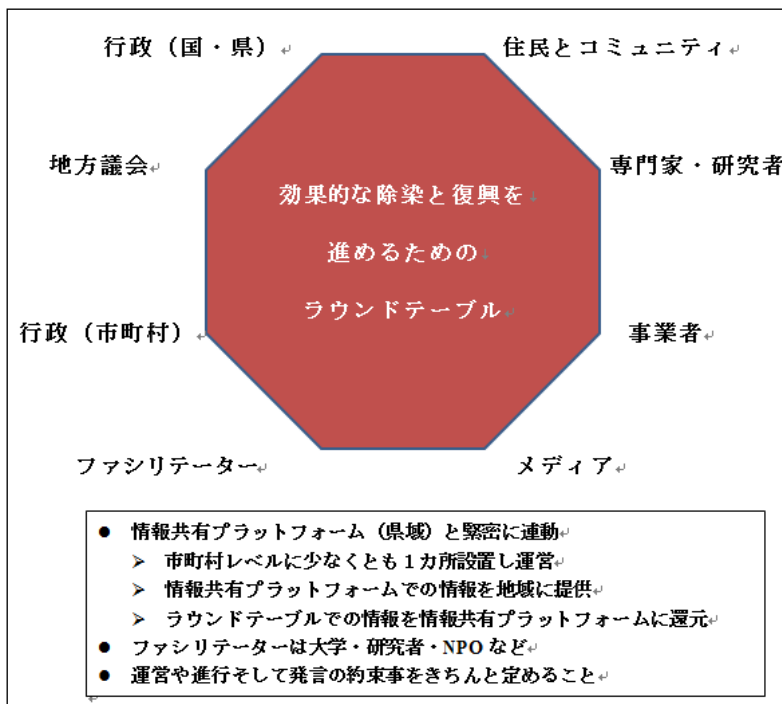 行政（国・県）
住民とコミュニティ
地方議会
専門家・研究者
効果的な除染と復興を
進めるための
ラウンドテーブル
行政（市町村）
事業者
ファシリテーター
メディア
● 情報共有プラットフォーム（県域）と緊密に連動
➢ 市町村レベルに少なくとも１カ所設置し運営
➢ 情報共有プラットフォームでの情報を地域に提供
➢ ラウンドテーブルでの情報を情報共有プラットフォームに還元
● ファシリテーターは大学・研究者・NPOなど
● 運営や進行そして発言の約束事をきちんと定めること